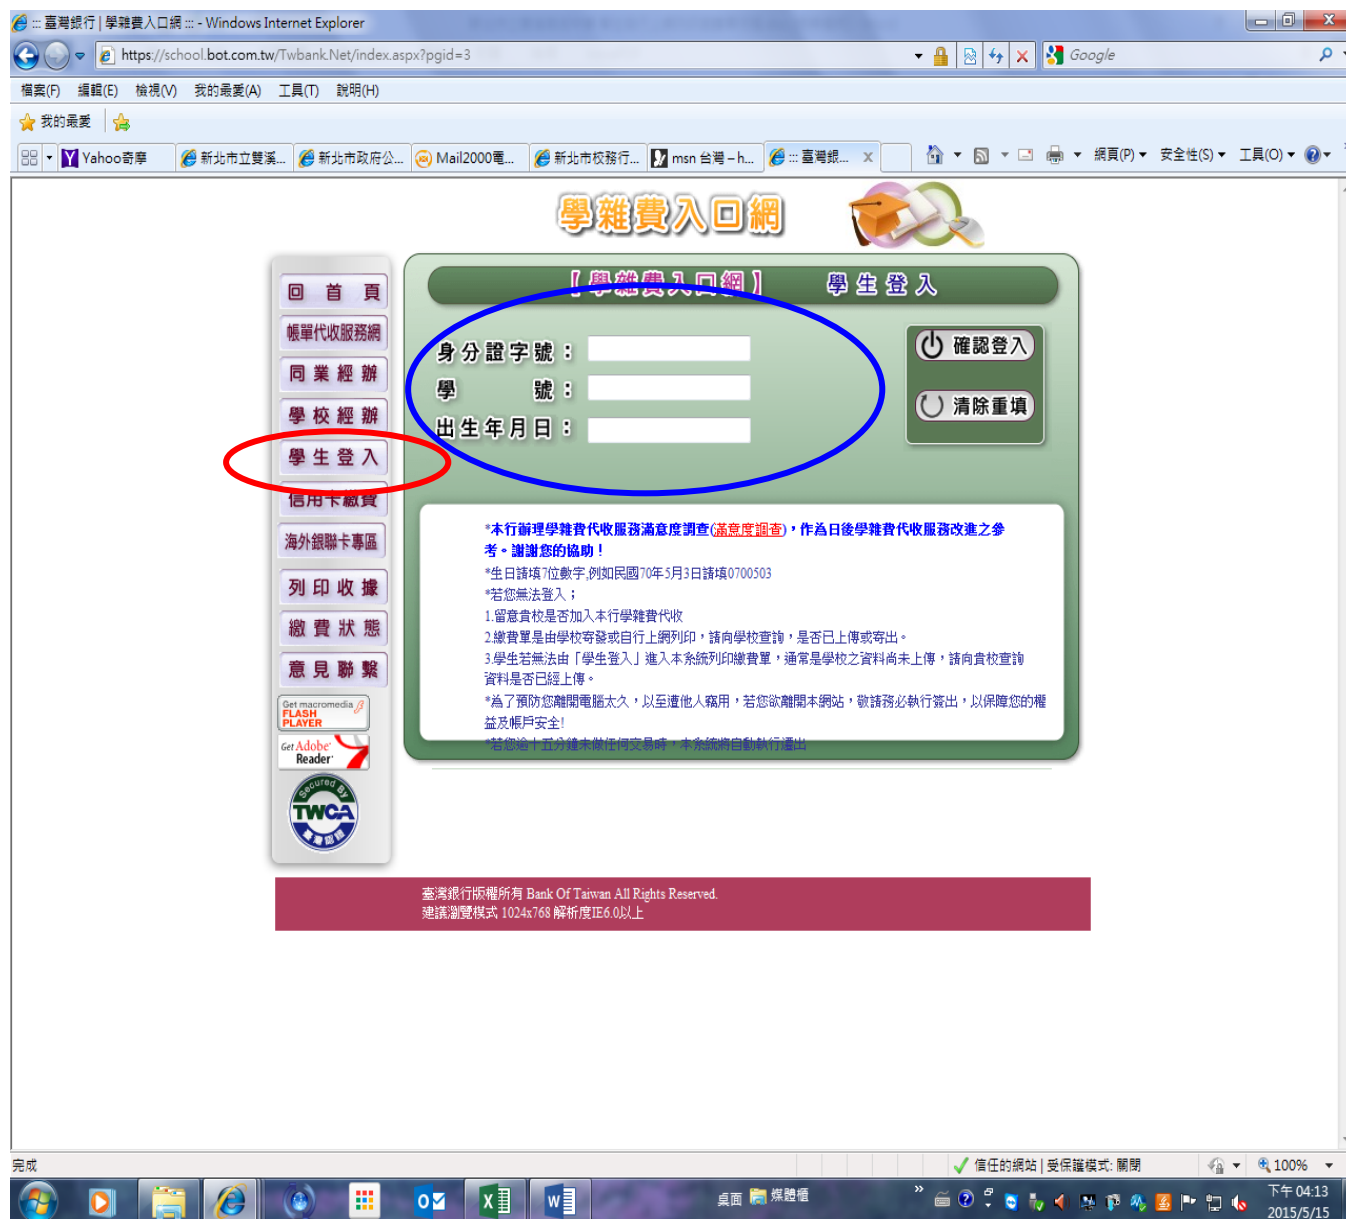 ::: 臺灣銀行 | 學雜費入口網 ::: - Windows Internet Explorer
https://school.bot.com.tw/Twbank.Net/index.aspx?pgid=3
Google
檔案(F) 編輯(E) 檢視(V) 我的最愛(A) 工具(T) 說明(H)
我的最愛
Yahoo奇摩 新北市立雙溪... 新北市政府公... Mail2000電... 新北市校務行... msn 台灣 – h... ::: 臺灣銀... x 網頁(P) 安全性(S) 工具(O)
學雜費入口網
【學雜費入口網】 學生登入
回首頁
帳單代收服務網
同業經辦
學校經辦
學生登入
信用卡繳費
海外銀聯卡專區
列印收據
繳費狀態
意見聯繫
Get macromedia
FLASH
PLAYER
Get Adobe
Reader
Secured By
TWCA
身分證字號：
學 號：
出生年月日：
確認登入
清除重填
*本行辦理學雜費代收服務滿意度調查(滿意度調查)，作為日後學雜費代收服務改進之參
考。謝謝您的協助！
*生日請填7位數字,例如民國70年5月3日請填0700503
*若您無法登入；
1.留意貴校是否加入本行學雜費代收
2.繳費單是由學校寄發或自行上網列印，請向學校查詢，是否已上傳或寄出。
3.學生若無法由「學生登入」進入本系統列印繳費單，通常是學校之資料尚未上傳，請向貴校查詢
資料是否已經上傳。
*為了預防您離開電腦太久，以至遭他人竊用，若您欲離開本網站，敬請務必執行簽出，以保障您的權
益及帳戶安全!
*若您逾十五分鐘未做任何交易時，本系統將自動執行簽出
臺灣銀行版權所有 Bank Of Taiwan All Rights Reserved.
建議瀏覽模式 1024x768 解析度IE6.0以上
完成
信任的網站 | 受保護模式: 關閉
100%
桌面 媒體櫃
下午 04:13
2015/5/15